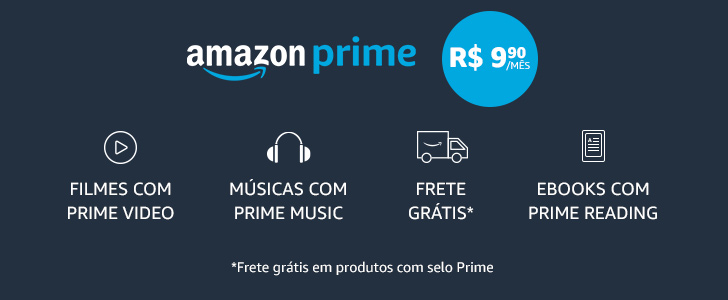 amazon prime
R$ 9,90
/MÊS
FILMES COM
PRIME VIDEO
MÚSICAS COM
PRIME MUSIC
FRETE
GRÁTIS*
EBOOKS COM
PRIME READING
*Frete grátis em produtos com selo Prime